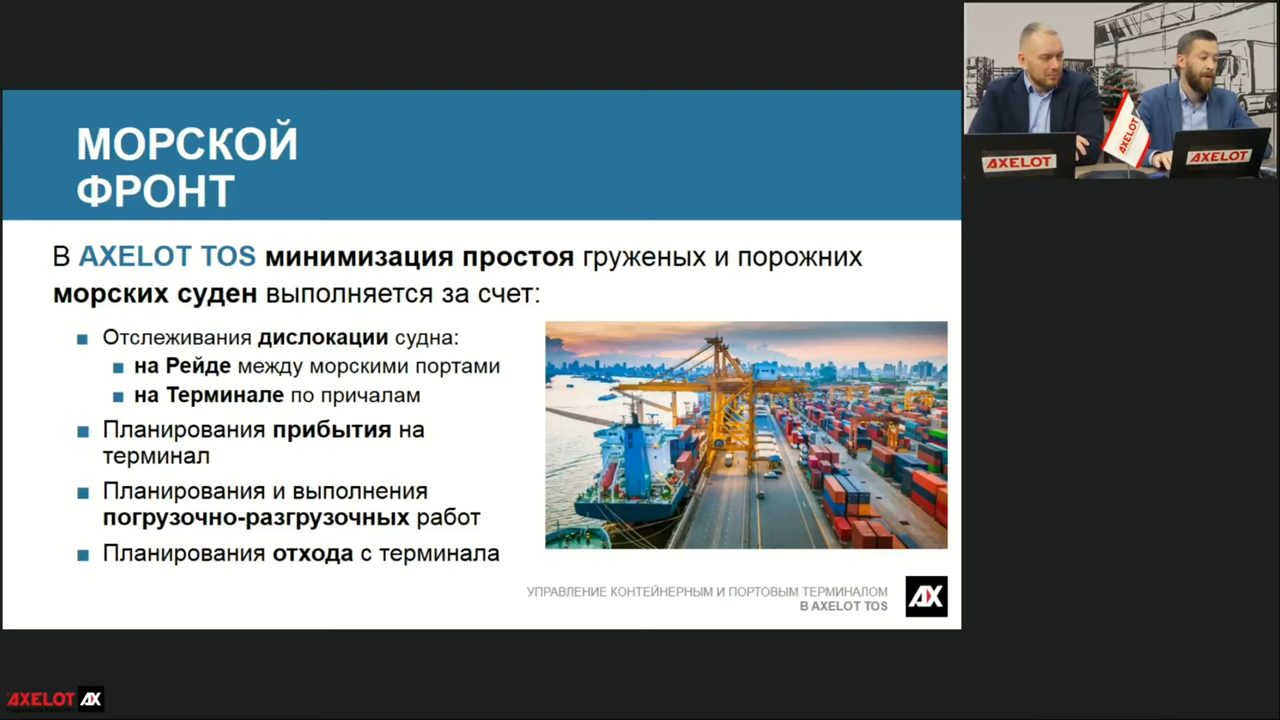 МОРСКОЙ
ФРОНТ
В AXELOT TOS минимизация простоя груженых и порожних
морских суден выполняется за счет:
Отслеживания дислокации судна:
на Рейде между морскими портами
на Терминале по причалам
Планирования прибытия на
терминал
Планирования и выполнения
погрузочно-разгрузочных работ
Планирования отхода с терминала
УПРАВЛЕНИЕ КОНТЕЙНЕРНЫМ И ПОРТОВЫМ ТЕРМИНАЛОМ
В AXELOT TOS
AX
AXELOT
AXELOT
AXELOT
AXELOT AX